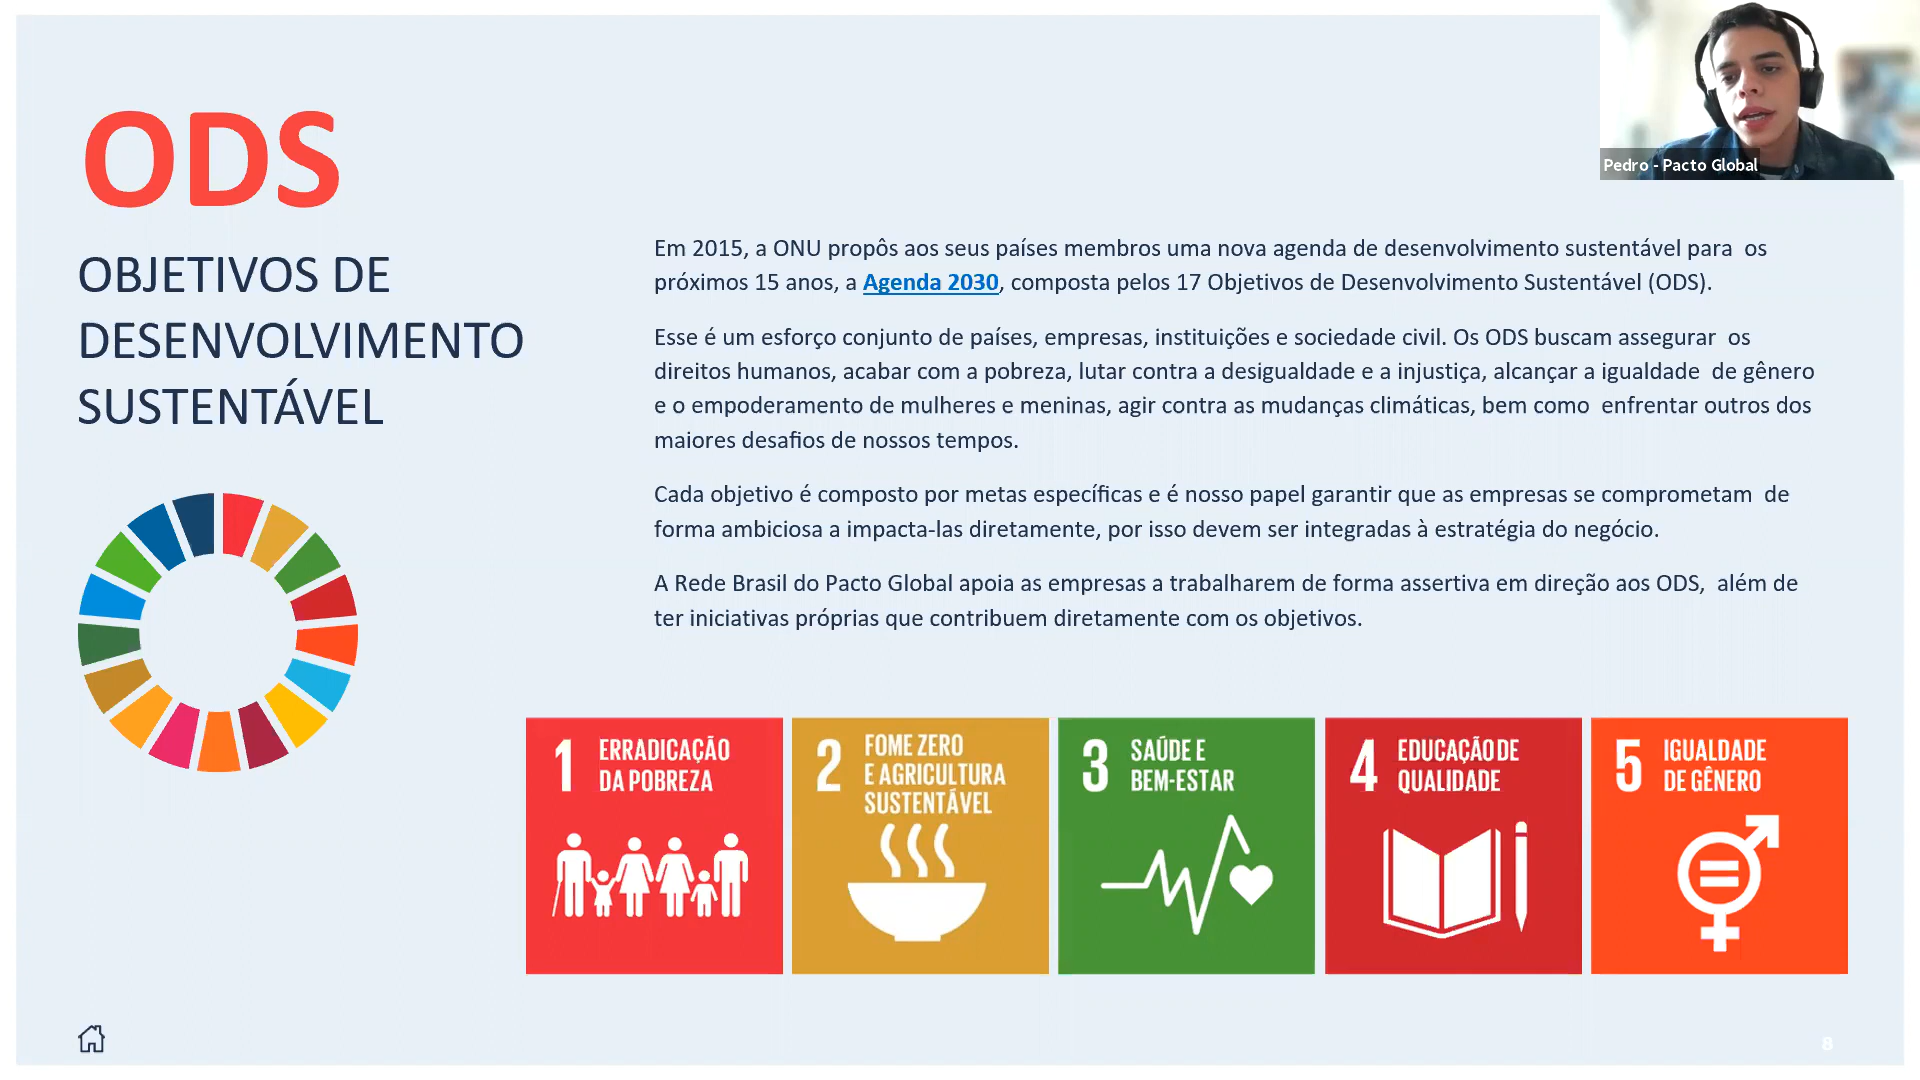 Pedro - Pacto Global
ODS
OBJETIVOS DE
DESENVOLVIMENTO
SUSTENTÁVEL
Em 2015, a ONU propôs aos seus países membros uma nova agenda de desenvolvimento sustentável para os
próximos 15 anos, a Agenda 2030, composta pelos 17 Objetivos de Desenvolvimento Sustentável (ODS).
Esse é um esforço conjunto de países, empresas, instituições e sociedade civil. Os ODS buscam assegurar os
direitos humanos, acabar com a pobreza, lutar contra a desigualdade e a injustiça, alcançar a igualdade de gênero
e o empoderamento de mulheres e meninas, agir contra as mudanças climáticas, bem como enfrentar outros dos
maiores desafios de nossos tempos.
Cada objetivo é composto por metas específicas e é nosso papel garantir que as empresas se comprometam de
forma ambiciosa a impacta-las diretamente, por isso devem ser integradas à estratégia do negócio.
A Rede Brasil do Pacto Global apoia as empresas a trabalharem de forma assertiva em direção aos ODS, além de
ter iniciativas próprias que contribuem diretamente com os objetivos.
1 ERRADICAÇÃO
DA POBREZA
2 FOME ZERO
E AGRICULTURA
SUSTENTÁVEL
3 SAÚDE E
BEM-ESTAR
4 EDUCAÇÃO DE
QUALIDADE
5 IGUALDADE
DE GÊNERO
8